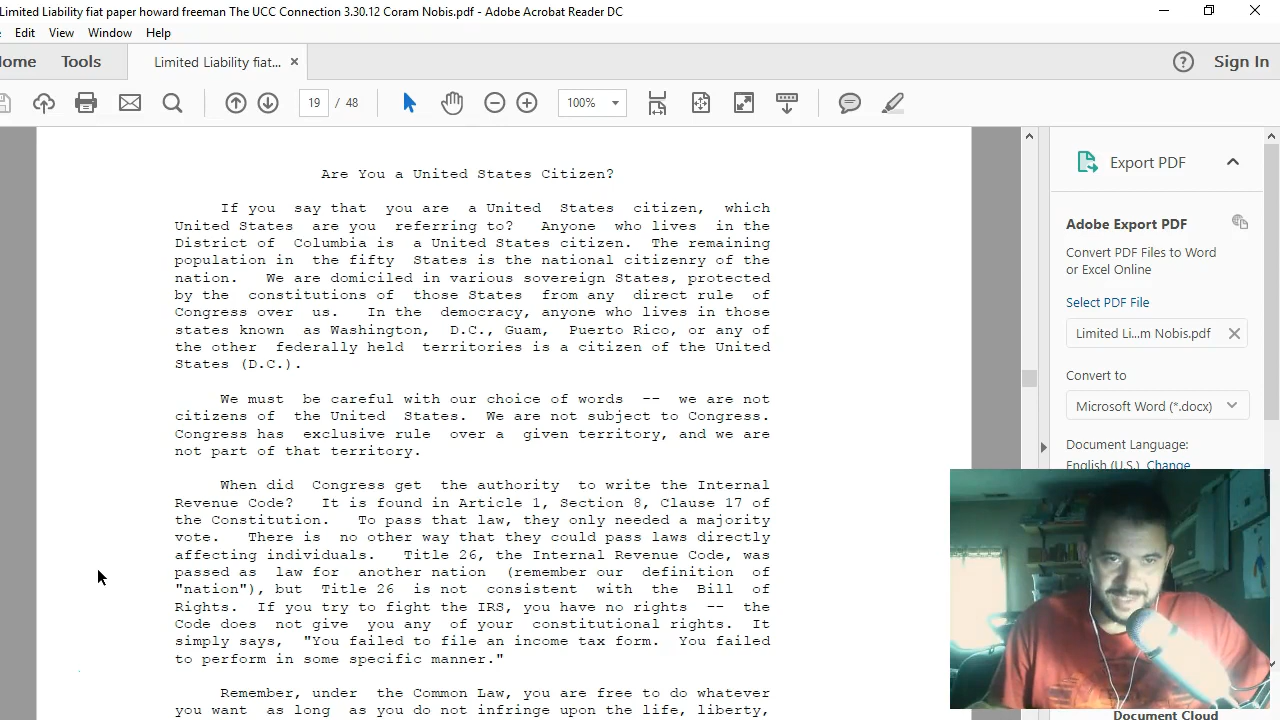 Limited Liability fiat paper howard freeman The UCC Connection 3.30.12 Coram Nobis.pdf - Adobe Acrobat Reader DC
Edit View Window Help
Home Tools Limited Liability fiat... × Sign In
19 / 48 100%
Are You a United States Citizen?
If you say that you are a United States citizen, which
United States are you referring to? Anyone who lives in the
District of Columbia is a United States citizen. The remaining
population in the fifty States is the national citizenry of the
nation. We are domiciled in various sovereign States, protected
by the constitutions of those States from any direct rule of
Congress over us. In the democracy, anyone who lives in those
states known as Washington, D.C., Guam, Puerto Rico, or any of
the other federally held territories is a citizen of the United
States (D.C.).
We must be careful with our choice of words -- we are not
citizens of the United States. We are not subject to Congress.
Congress has exclusive rule over a given territory, and we are
not part of that territory.
When did Congress get the authority to write the Internal
Revenue Code? It is found in Article 1, Section 8, Clause 17 of
the Constitution. To pass that law, they only needed a majority
vote. There is no other way that they could pass laws directly
affecting individuals. Title 26, the Internal Revenue Code, was
passed as law for another nation (remember our definition of
"nation"), but Title 26 is not consistent with the Bill of
Rights. If you try to fight the IRS, you have no rights -- the
Code does not give you any of your constitutional rights. It
simply says, "You failed to file an income tax form. You failed
to perform in some specific manner."
Remember, under the Common Law, you are free to do whatever
you want as long as you do not infringe upon the life, liberty,
Export PDF
Adobe Export PDF
Convert PDF Files to Word
or Excel Online
Select PDF File
Limited Li...m Nobis.pdf
Convert to
Microsoft Word (*.docx)
Document Language:
English (U.S.) Change
Document Cloud